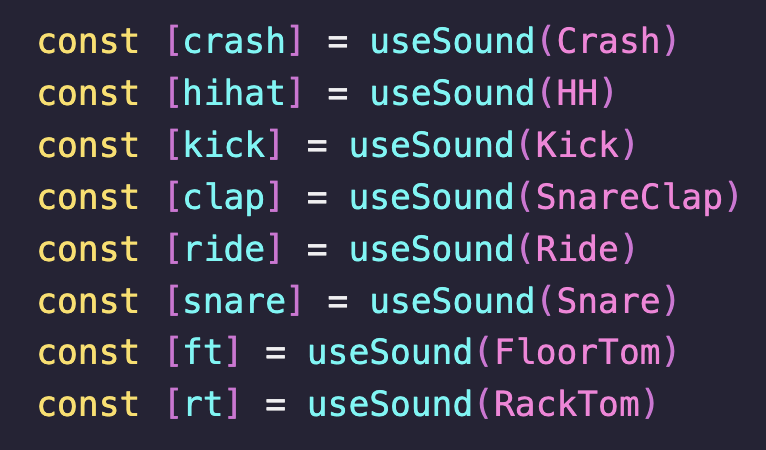 const [crash] = useSound(Crash)
const [hihat] = useSound(HH)
const [kick] = useSound(Kick)
const [clap] = useSound(SnareClap)
const [ride] = useSound(Ride)
const [snare] = useSound(Snare)
const [ft] = useSound(FloorTom)
const [rt] = useSound(RackTom)